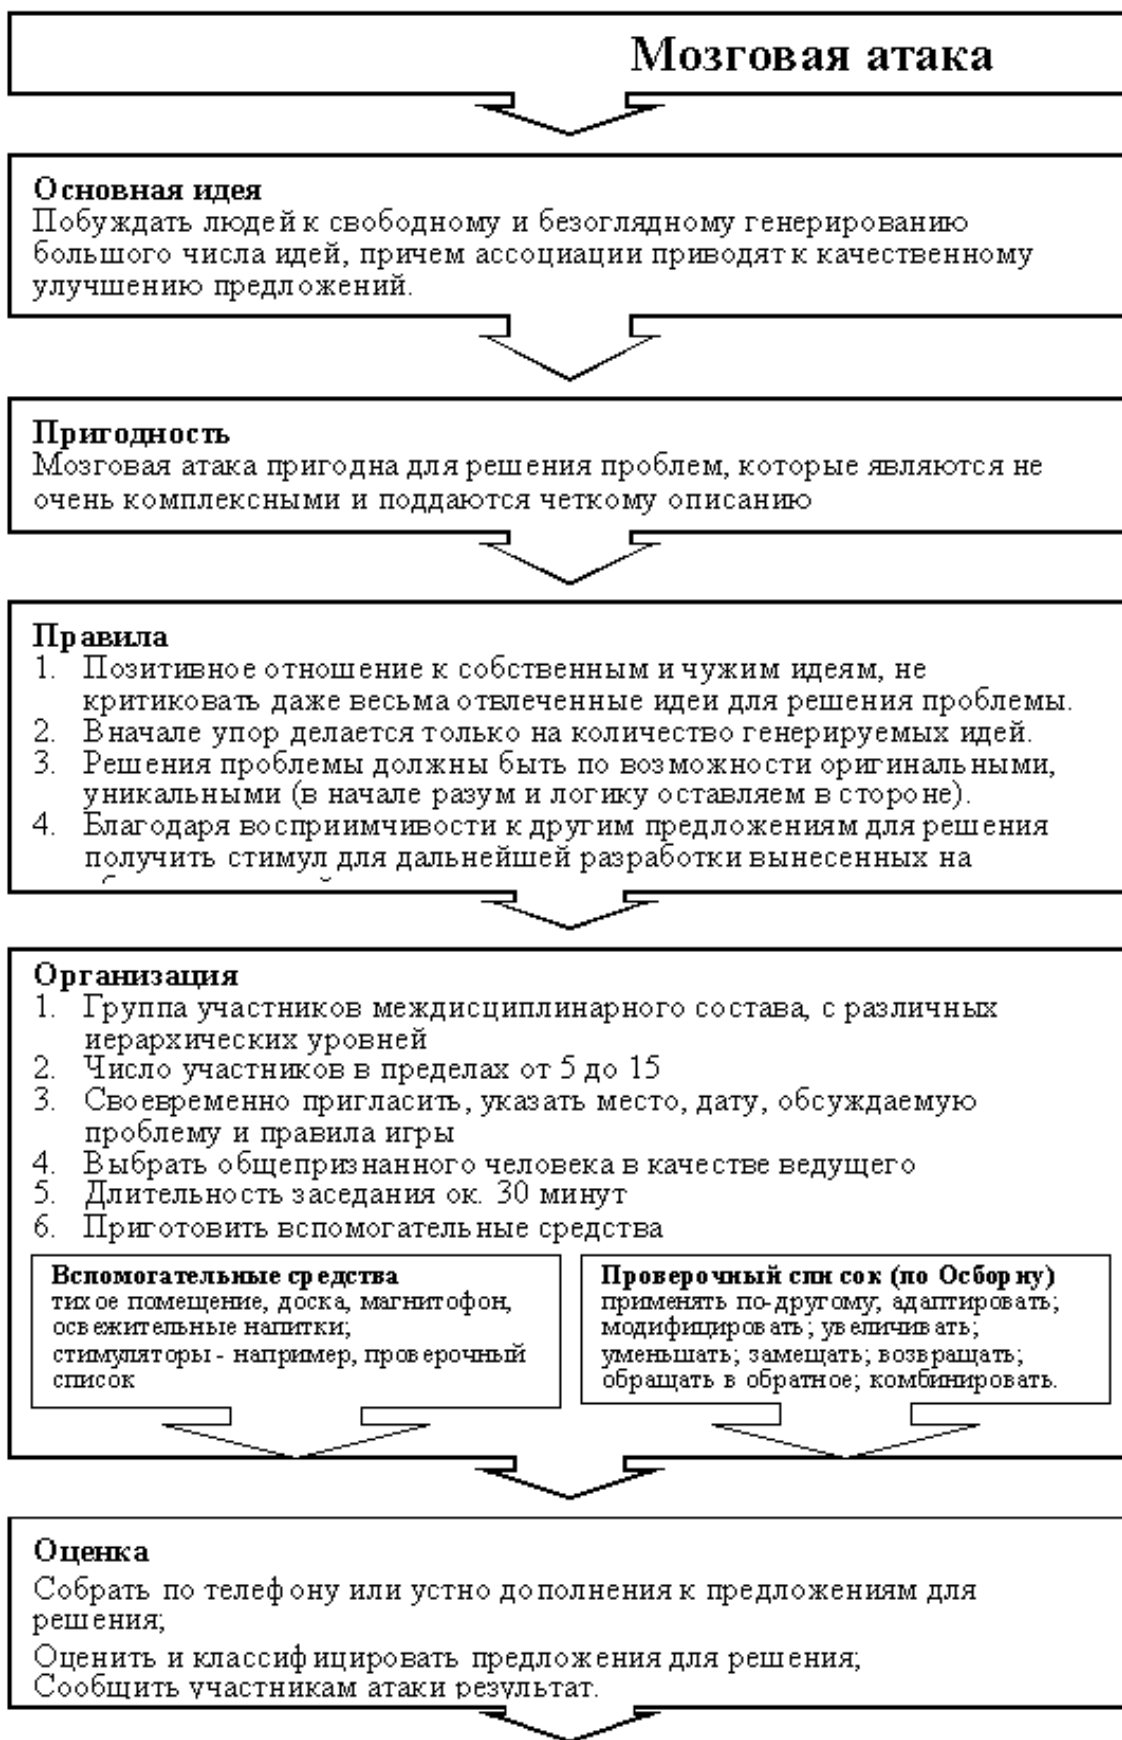 Мозговая атака
Основная идея
Побуждать людей к свободному и безоглядному генерированию
большого числа идей, причем ассоциации приводят к качественному
улучшению предложений.
Пригодность
Мозговая атака пригодна для решения проблем, которые являются не
очень комплексными и поддаются четкому описанию
Правила
1. Позитивное отношение к собственным и чужим идеям, не
критиковать даже весьма отвлеченные идеи для решения проблемы.
2. Вначале упор делается только на количество генерируемых идей.
3. Решения проблемы должны быть по возможности оригинальными,
уникальными (в начале разум и логику оставляем в стороне).
4. Благодаря восприимчивости к другим предложениям для решения
получить стимул для дальнейшей разработки вынесенных на
Организация
1. Группа участников междисциплинарного состава, с различных
иерархических уровней
2. Число участников в пределах от 5 до 15
3. Своевременно пригласить, указать место, дату, обсуждаемую
проблему и правила игры
4. Выбрать общепризнанного человека в качестве ведущего
5. Длительность заседания ок. 30 минут
6. Приготовить вспомогательные средства
Вспомогательные средства
тихое помещение, доска, магнитофон,
освежительные напитки;
стимуляторы - например, проверочный
список
Проверочный список (по Осборну)
применять по-другому; адаптировать;
модифицировать; увеличивать;
уменьшать; замещать; возвращать;
обращать в обратное; комбинировать.
Оценка
Собрать по телефону или устно дополнения к предложениям для
решения;
Оценить и классифицировать предложения для решения;
Сообщить участникам атаки результат.